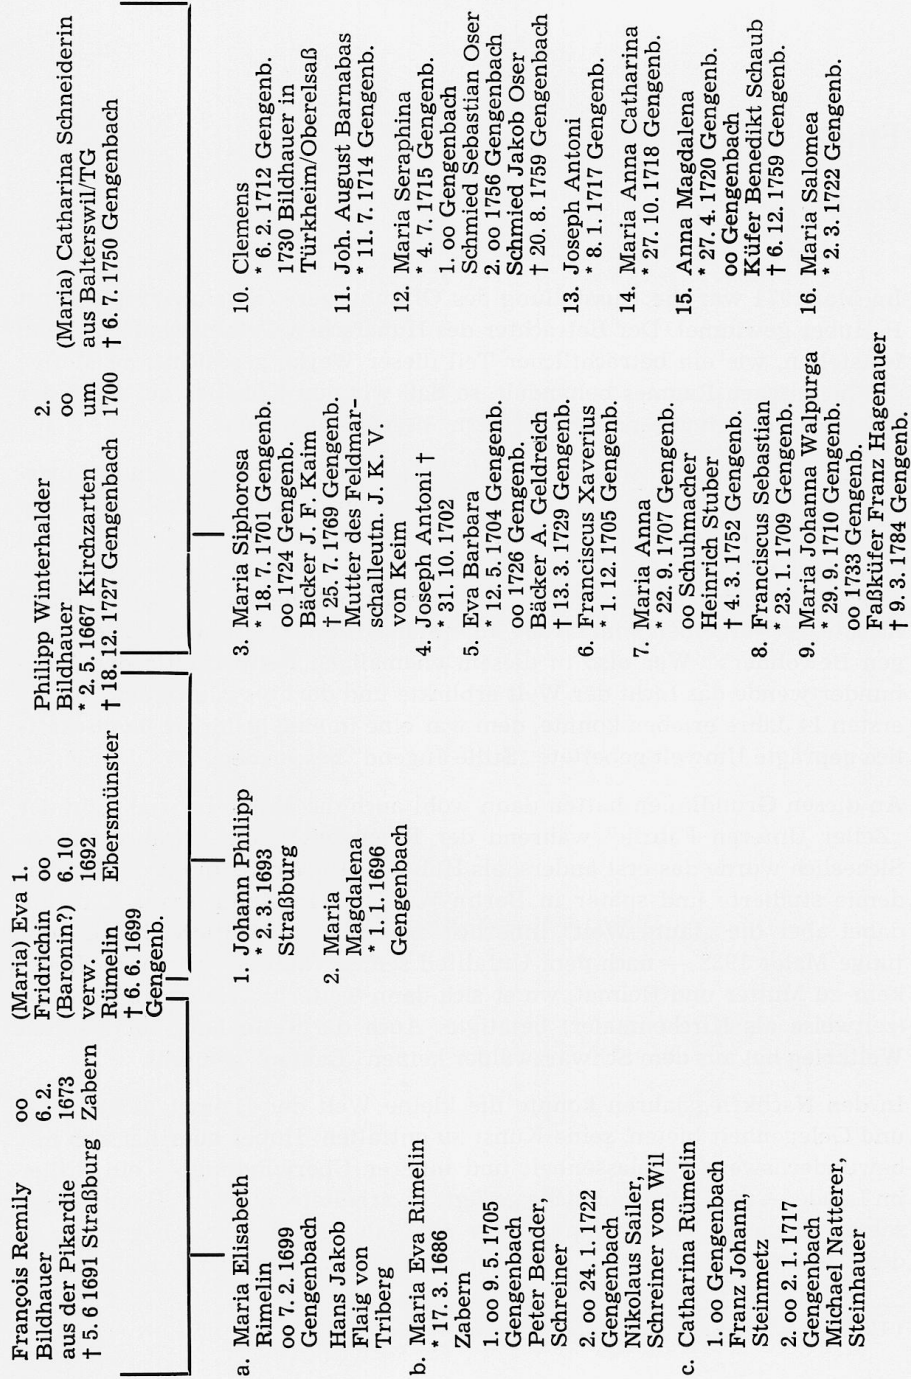 François Remily oo
Bildhauer 6. 2.
aus der Pikardie 1673
† 5. 6 1691 Straßburg Zabern
(Maria) Eva 1.
Fridrichin oo
(Baronin?) 6. 10
verw. 1692
Rümelin Ebersmünster
† 6. 6. 1699
Gengenb.
Philipp Winterhalder 2.
Bildhauer oo
* 2. 5. 1667 Kirchzarten um
† 18. 12. 1727 Gengenbach 1700
(Maria) Catharina Schneiderin
aus Balterswil/TG
† 6. 7. 1750 Gengenbach
a. Maria Elisabeth
Rimelin
oo 7. 2. 1699
Gengenbach
Hans Jakob
Flaig von
Triberg
b. Maria Eva Rimelin
* 17. 3. 1686
Zabern
1. oo 9. 5. 1705
Gengenbach
Peter Bender,
Schreiner
2. oo 24. 1. 1722
Gengenbach
Nikolaus Sailer,
Schreiner von Wil
c. Catharina Rümelin
1. oo Gengenbach
Franz Johann,
Steinmetz
2. oo 2. 1. 1717
Gengenbach
Michael Natterer,
Steinhauer
1. Johann Philipp
* 2. 3. 1693
Straßburg
2. Maria
Magdalena
* 1. 1. 1696
Gengenbach
3. Maria Siphorosa
* 18. 7. 1701 Gengenb.
oo 1724 Gengenb.
Bäcker J. F. Kaim
† 25. 7. 1769 Gengenb.
Mutter des Feldmar-
schalleutn. J. K. V.
von Keim
4. Joseph Antoni †
* 31. 10. 1702
5. Eva Barbara
* 12. 5. 1704 Gengenb.
oo 1726 Gengenb.
Bäcker A. Geldreich
† 13. 3. 1729 Gengenb.
6. Franciscus Xaverius
* 1. 12. 1705 Gengenb.
7. Maria Anna
* 22. 9. 1707 Gengenb.
oo Schuhmacher
Heinrich Stuber
† 4. 3. 1752 Gengenb.
8. Franciscus Sebastian
* 23. 1. 1709 Gengenb.
9. Maria Johanna Walpurga
* 29. 9. 1710 Gengenb.
oo 1733 Gengenb.
Faßküfer Franz Hagenauer
† 9. 3. 1784 Gengenb.
10. Clemens
* 6. 2. 1712 Gengenb.
1730 Bildhauer in
Türkheim/Oberelsaß
11. Joh. August Barnabas
* 11. 7. 1714 Gengenb.
12. Maria Seraphina
* 4. 7. 1715 Gengenb.
1. oo Gengenbach
Schmied Sebastian Oser
2. oo 1756 Gengenbach
Schmied Jakob Oser
† 20. 8. 1759 Gengenbach
13. Joseph Antoni
* 8. 1. 1717 Gengenb.
14. Maria Anna Catharina
* 27. 10. 1718 Gengenb.
15. Anna Magdalena
* 27. 4. 1720 Gengenb.
oo Gengenbach
Küfer Benedikt Schaub
† 6. 12. 1759 Gengenb.
16. Maria Salomea
* 2. 3. 1722 Gengenb.